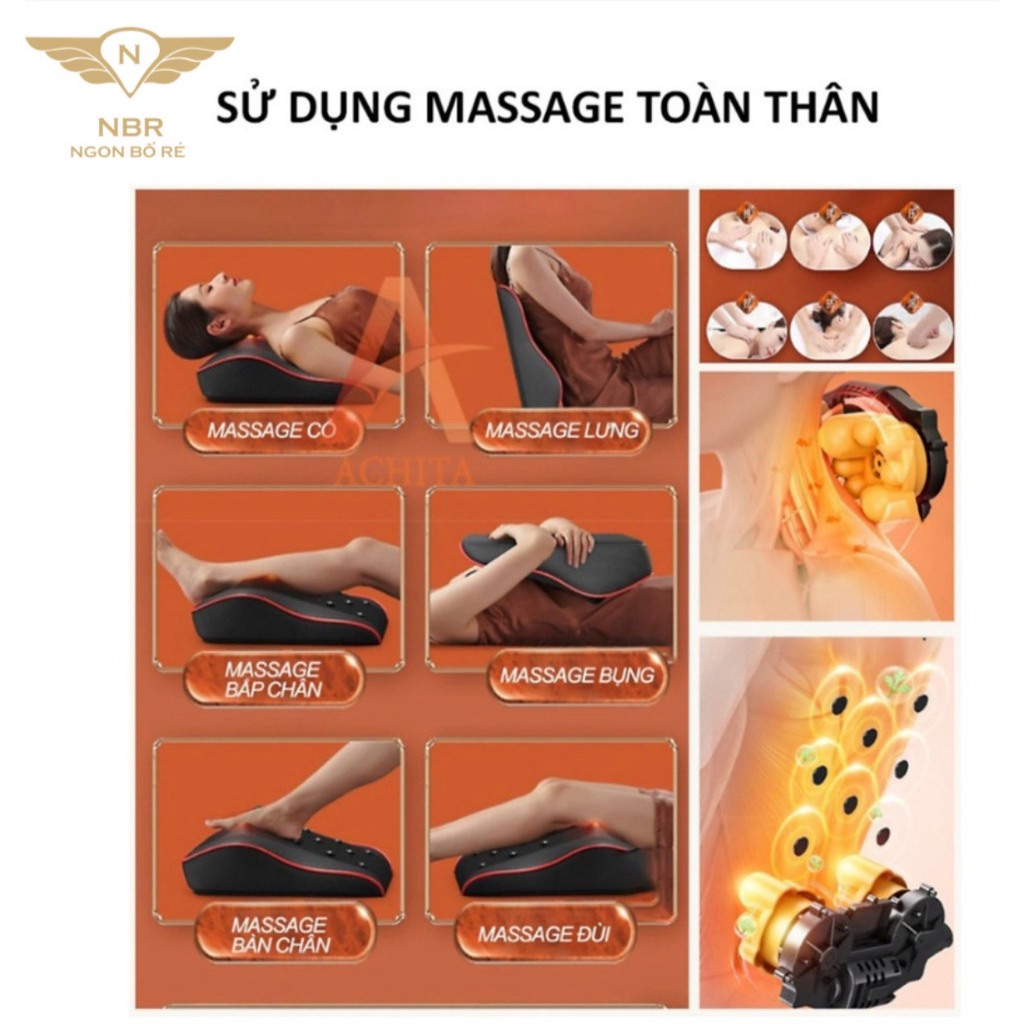 N
NBR
NGON BỔ RẺ
SỬ DỤNG MASSAGE TOÀN THÂN
MASSAGE CỔ
MASSAGE LƯNG
ACHITA
MASSAGE
BẮP CHÂN
MASSAGE BỤNG
MASSAGE
BÀN CHÂN
MASSAGE ĐÙI